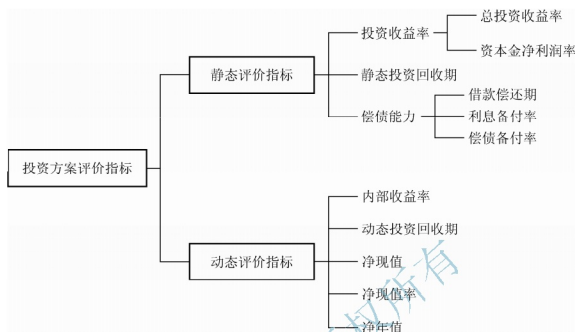 总投资收益率
投资收益率
资本金净利润率
静态评价指标
静态投资回收期
借款偿还期
偿债能力
利息备付率
偿债备付率
投资方案评价指标
内部收益率
动态投资回收期
动态评价指标
净现值
净现值率
净年值
权所有